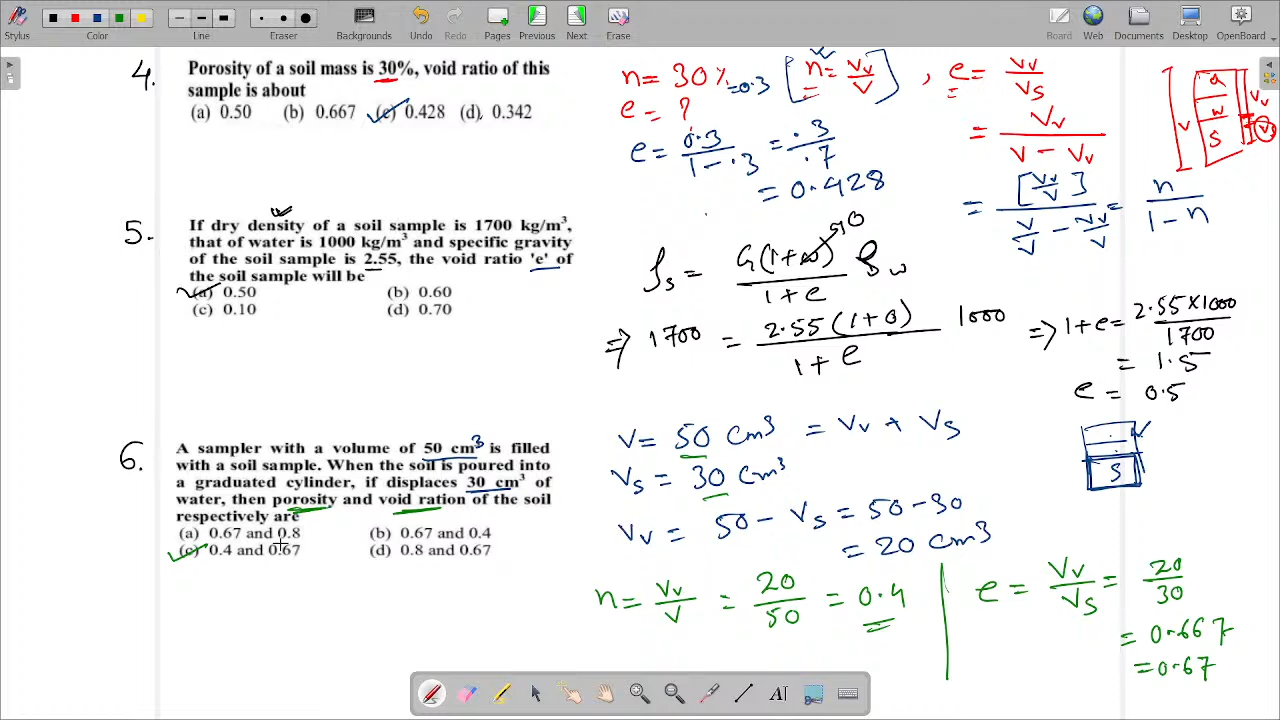 Stylus
Color
Line
Eraser
Backgrounds
Undo
Redo
Pages
Previous
Next
Erase
Board
Web
Documents
Desktop
OpenBoard
4.
Porosity of a soil mass is 30%, void ratio of this
sample is about
(a) 0.50 (b) 0.667 (c) 0.428 (d). 0.342
n = 30% = 0.3 [n = Vv/V], e = Vv/Vs
e = ?
= Vv/(V - Vv)
e = 0.3/(1 - .3) = .3/.7
= 0.428
= [Vv/V]/(V/V - Vv/V) = n/(1 - n)
V
a
w
S
Vv
Vs
5.
If dry density of a soil sample is 1700 kg/m³,
that of water is 1000 kg/m³ and specific gravity
of the soil sample is 2.55, the void ratio 'e' of
the soil sample will be
(a) 0.50 (b) 0.60
(c) 0.10 (d) 0.70
ρs = G(1+ω)/(1+e) ρw
0
⇒ 1700 = 2.55(1+0)/(1+e) 1000
⇒ 1+e = 2.55×1000/1700
= 1.5
e = 0.5
6.
A sampler with a volume of 50 cm³ is filled
with a soil sample. When the soil is poured into
a graduated cylinder, if displaces 30 cm³ of
water, then porosity and void ration of the soil
respectively are
(a) 0.67 and 0.8 (b) 0.67 and 0.4
(c) 0.4 and 0.67 (d) 0.8 and 0.67
V = 50 cm³ = Vv + Vs
Vs = 30 cm³
Vv = 50 - Vs = 50 - 30
= 20 cm³
S
n = Vv/V = 20/50 = 0.4
e = Vv/Vs = 20/30
= 0.667
= 0.67